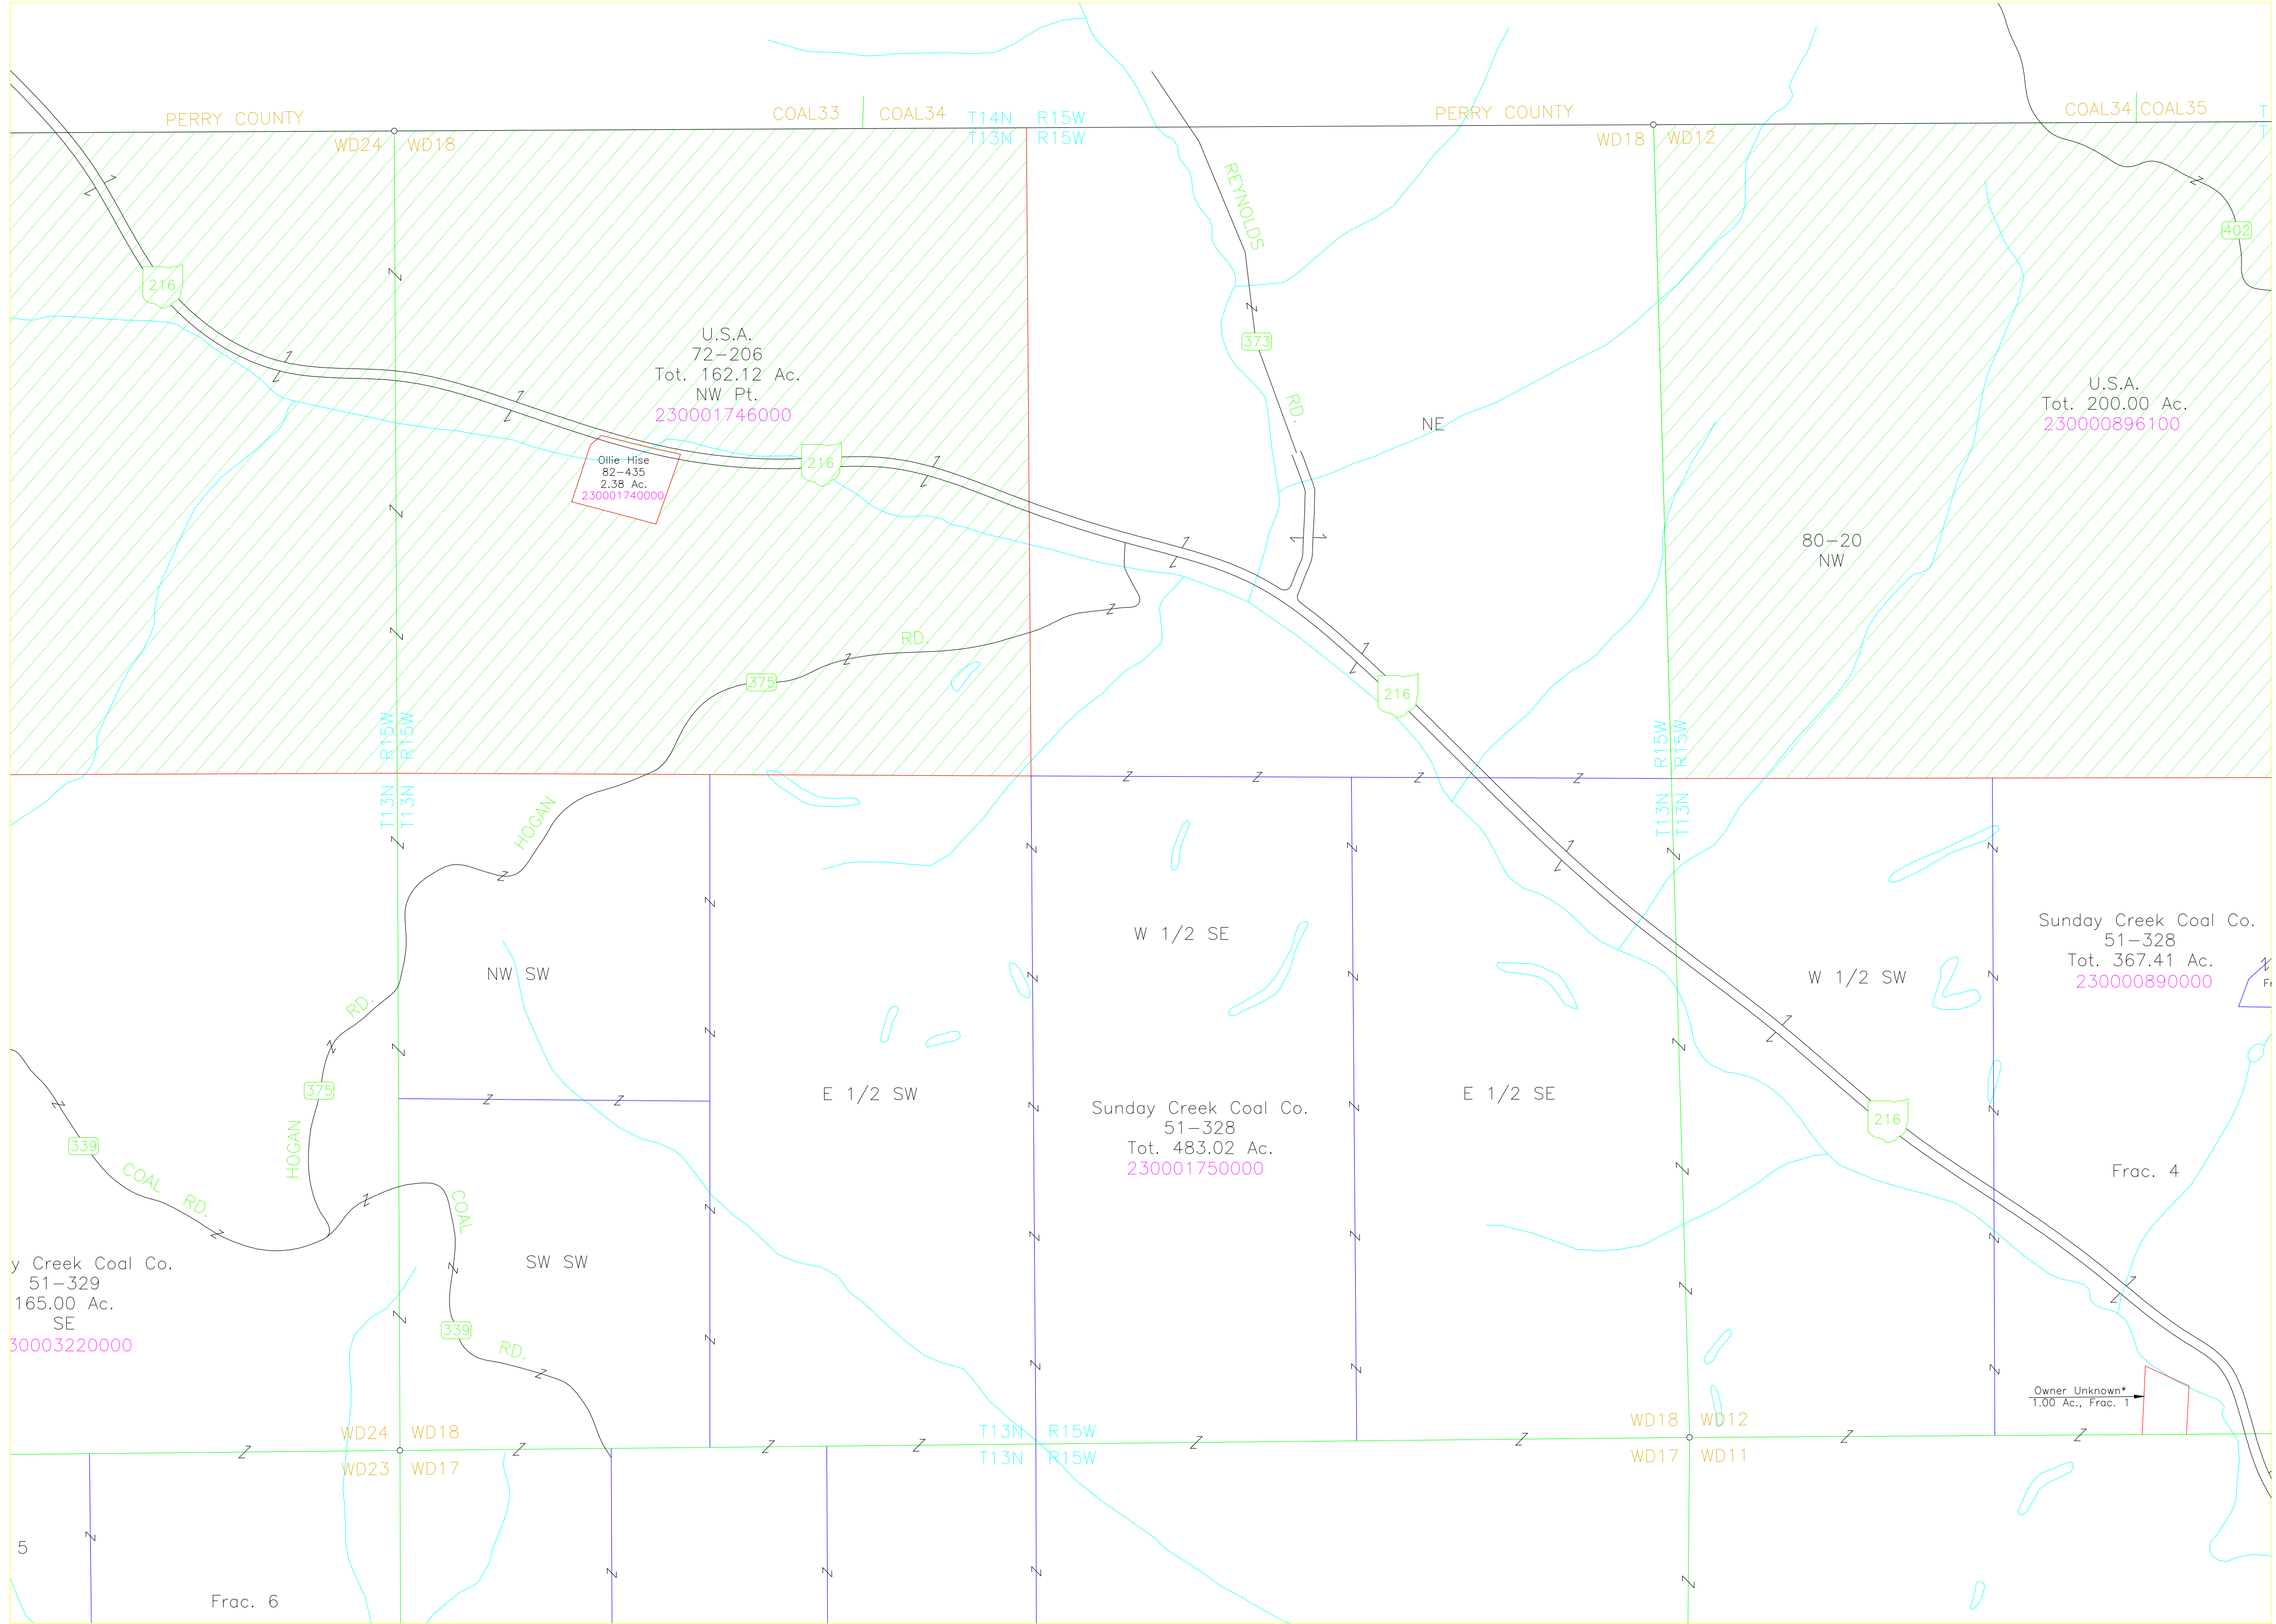 PERRY COUNTY
COAL33 COAL34
T14N R15W
T13N R15W
PERRY COUNTY
COAL34 COAL35
T
T
WD24 WD18
WD18 WD12
REYNOLDS
402
216
373
RD.
U.S.A.
72-206
Tot. 162.12 Ac.
NW Pt.
230001746000
NE
U.S.A.
Tot. 200.00 Ac.
230000896100
Ollie Hise
82-435
2.38 Ac.
230001740000
216
80-20
NW
RD.
375
216
T13N R15W
T13N R15W
T13N R15W
T13N R15W
HOGAN
NW SW
W 1/2 SE
W 1/2 SW
Sunday Creek Coal Co.
51-328
Tot. 367.41 Ac.
230000890000
RD.
375
HOGAN
E 1/2 SW
E 1/2 SE
Sunday Creek Coal Co.
51-328
Tot. 483.02 Ac.
230001750000
216
Frac. 4
339
COAL RD.
COAL
SW SW
y Creek Coal Co.
51-329
165.00 Ac.
SE
30003220000
339
RD.
Owner Unknown*
1.00 Ac., Frac. 1
WD24 WD18
WD23 WD17
T13N R15W
T13N R15W
WD18 WD12
WD17 WD11
5
Frac. 6